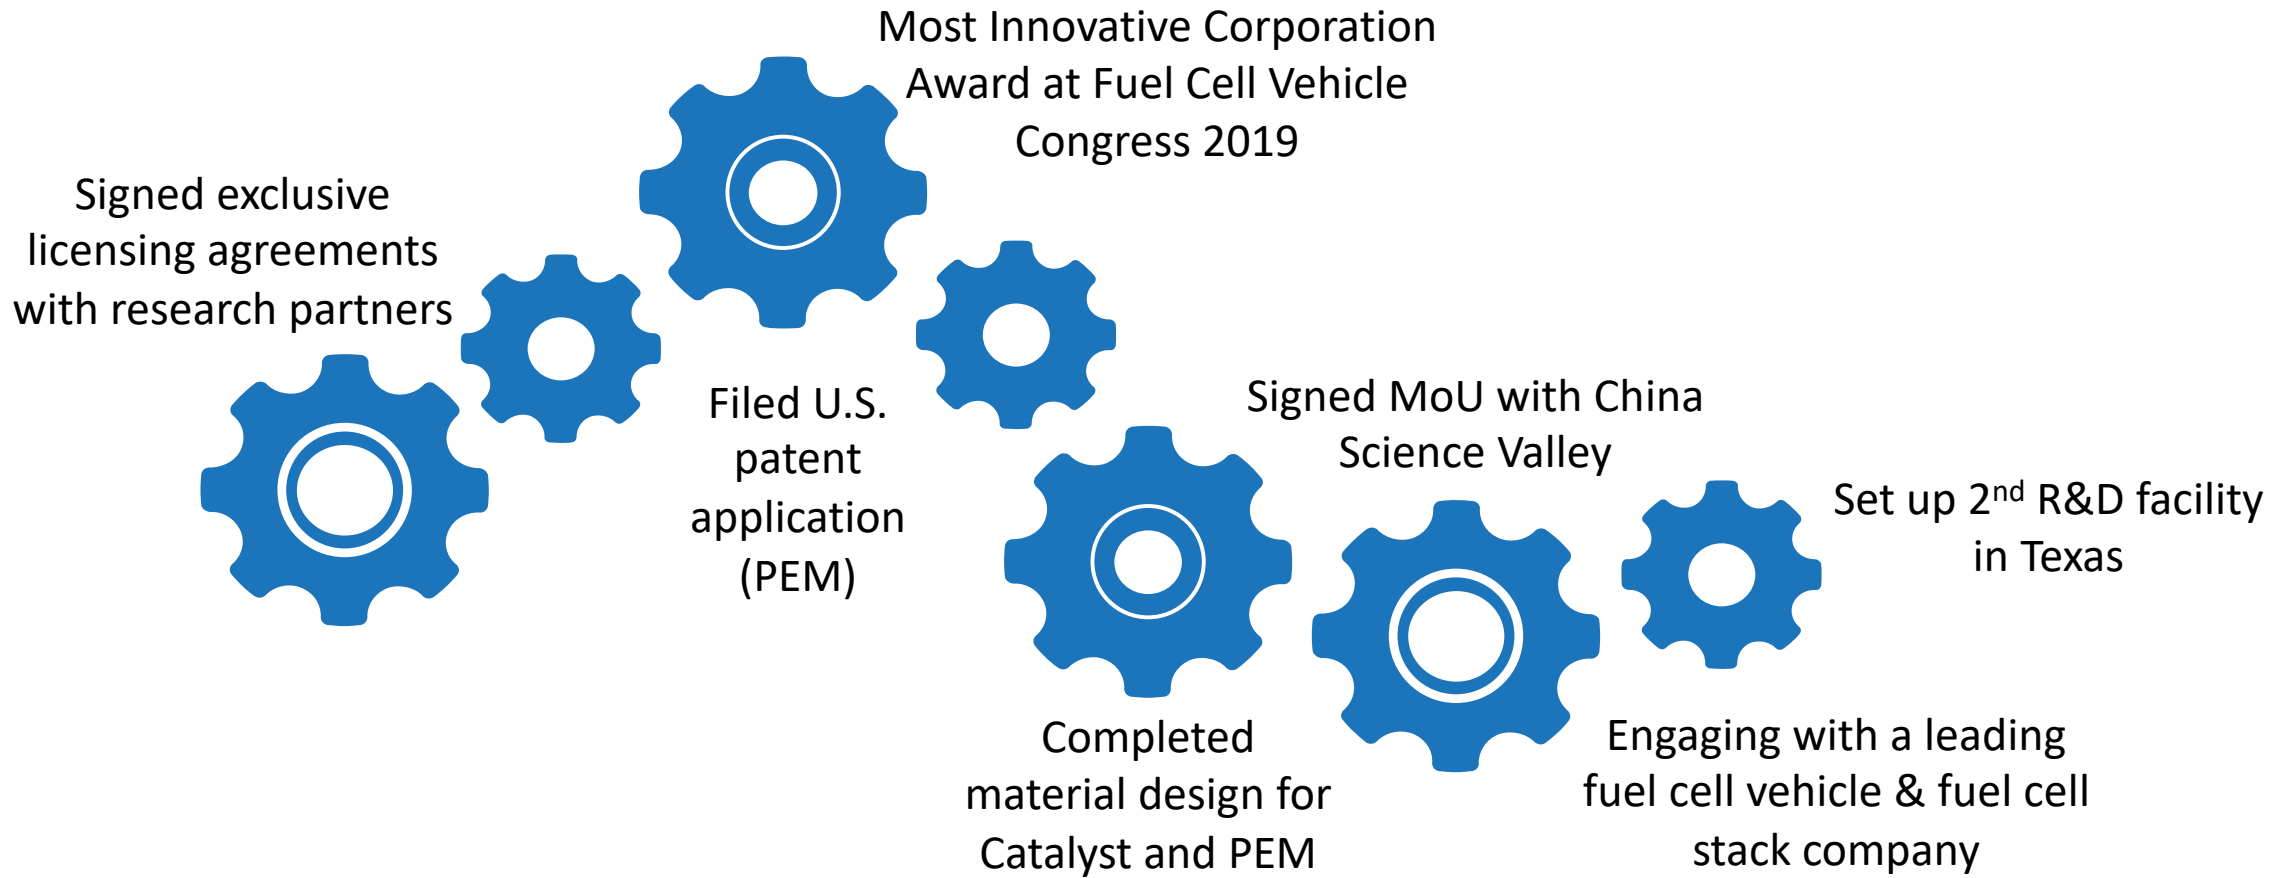 Signed exclusive
licensing agreements
with research partners
Most Innovative Corporation
Award at Fuel Cell Vehicle
Congress 2019
Filed U.S.
patent
application
(PEM)
Completed
material design for
Catalyst and PEM
Signed MoU with China
Science Valley
Engaging with a leading
fuel cell vehicle & fuel cell
stack company
Set up 2nd R&D facility
in Texas